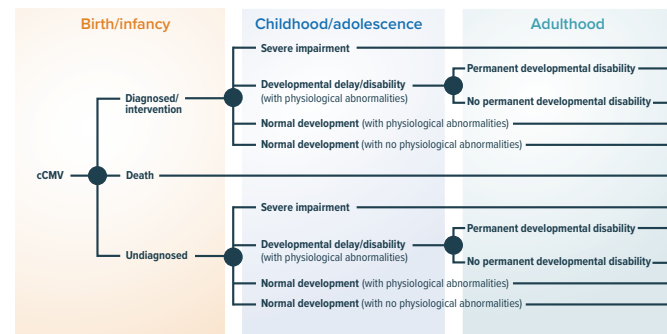 Birth/infancy
Childhood/adolescence
Adulthood
Severe impairment
Permanent developmental disability
Developmental delay/disability
(with physiological abnormalities)
Diagnosed/
intervention
No permanent developmental disability
Normal development (with physiological abnormalities)
Normal development (with no physiological abnormalities)
cCMV
Death
Severe impairment
Permanent developmental disability
Developmental delay/disability
(with physiological abnormalities)
Undiagnosed
No permanent developmental disability
Normal development (with physiological abnormalities)
Normal development (with no physiological abnormalities)